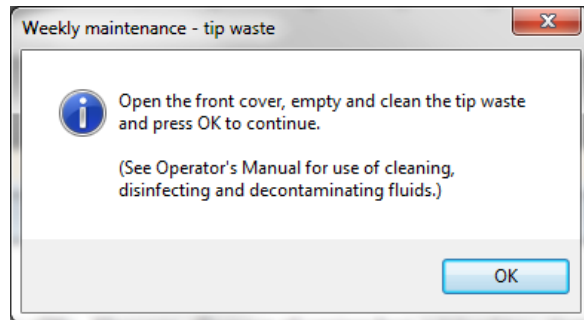 Weekly maintenance - tip waste
Open the front cover, empty and clean the tip waste
and press OK to continue.
(See Operator's Manual for use of cleaning,
disinfecting and decontaminating fluids.)
OK